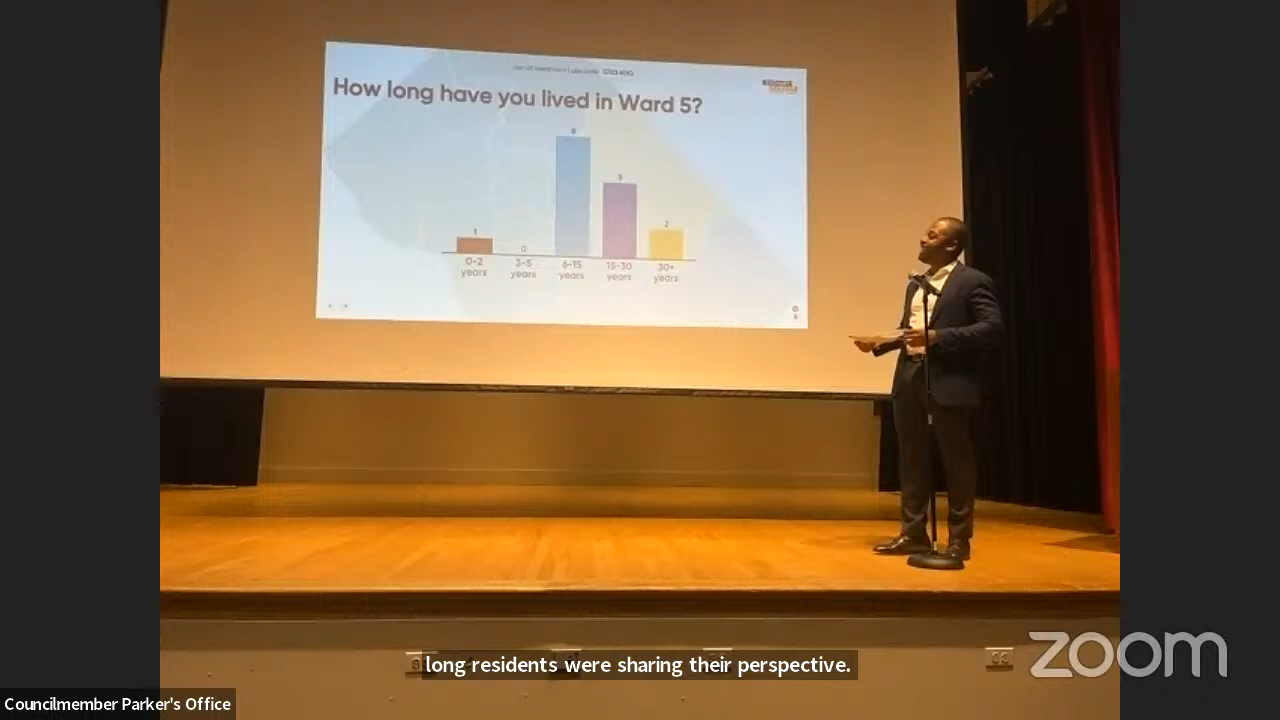 How long have you lived in Ward 5?
8
5
2
1
0
0-2 years
3-5 years
6-15 years
15-30 years
30+ years
long residents were sharing their perspective.
zoom
Councilmember Parker's Office